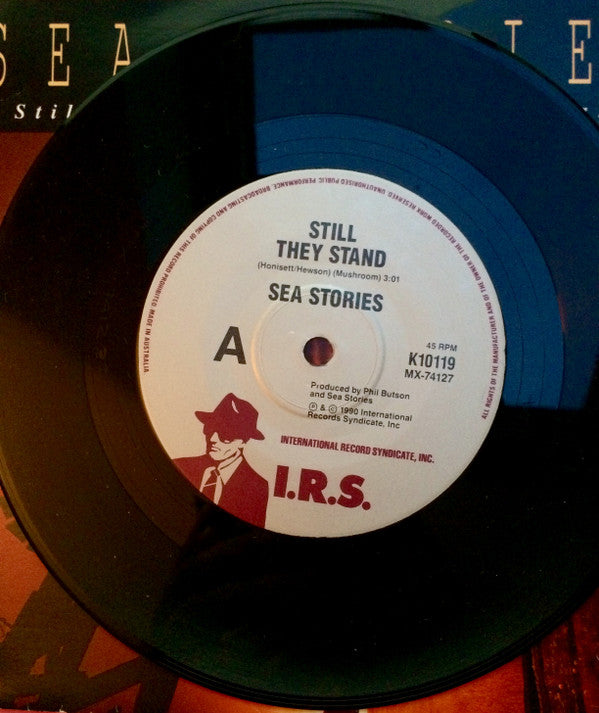 SEA
IE
Stil
STILL
THEY STAND
(Honisett/Hewson) (Mushroom) 3:01
SEA STORIES
A
45 RPM
K10119
MX-74127
Produced by Phil Butson
and Sea Stories
Ⓟ & © 1990 International
Records Syndicate, Inc
INTERNATIONAL RECORD SYNDICATE, INC.
I.R.S.
ALL RIGHTS OF THE MANUFACTURER AND OF THE OWNER OF THE RECORDED WORK RESERVED. UNAUTHORISED PUBLIC PERFORMANCE, BROADCASTING AND COPYING OF THIS RECORD PROHIBITED MADE IN AUSTRALIA